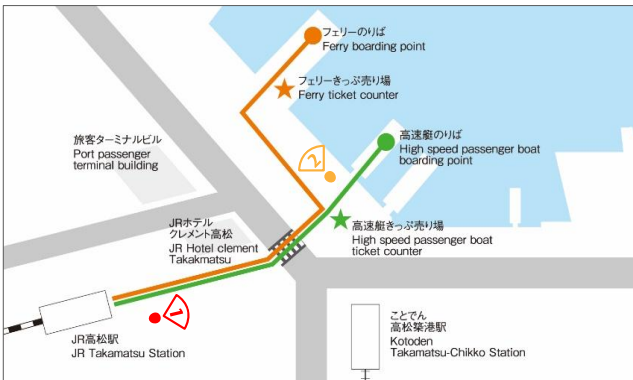 フェリーのりば
Ferry boarding point
フェリーきっぷ売り場
Ferry ticket counter
高速艇のりば
High speed passenger boat
boarding point
旅客ターミナルビル
Port passenger
terminal building
2
JRホテル
クレメント高松
JR Hotel clement
Takakmatsu
高速艇きっぷ売り場
High speed passenger boat
ticket counter
1
JR高松駅
JR Takamatsu Station
ことでん
高松築港駅
Kotoden
Takamatsu-Chikko Station